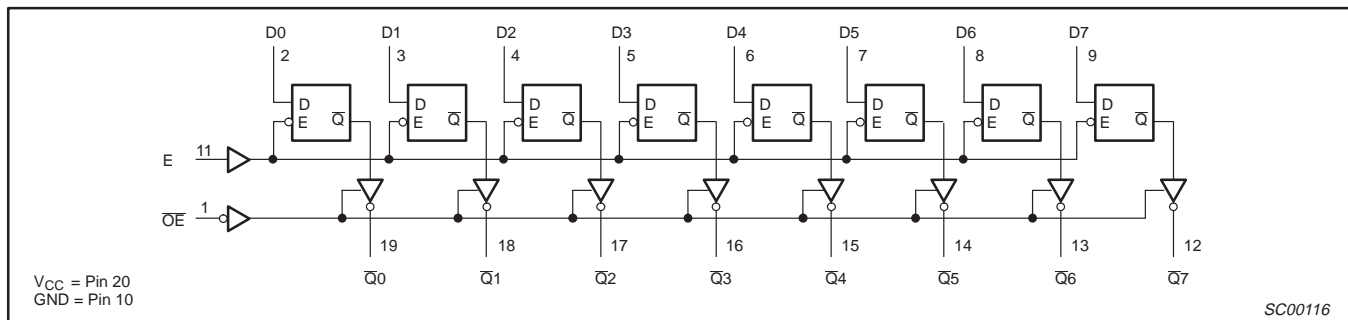 D0 D1 D2 D3 D4 D5 D6 D7
2 3 4 5 6 7 8 9
D D D D D D D D
E Q̅ E Q̅ E Q̅ E Q̅ E Q̅ E Q̅ E Q̅ E Q̅
E 11
O̅E̅ 1
19 18 17 16 15 14 13 12
Q̅0 Q̅1 Q̅2 Q̅3 Q̅4 Q̅5 Q̅6 Q̅7
VCC = Pin 20
GND = Pin 10
SC00116